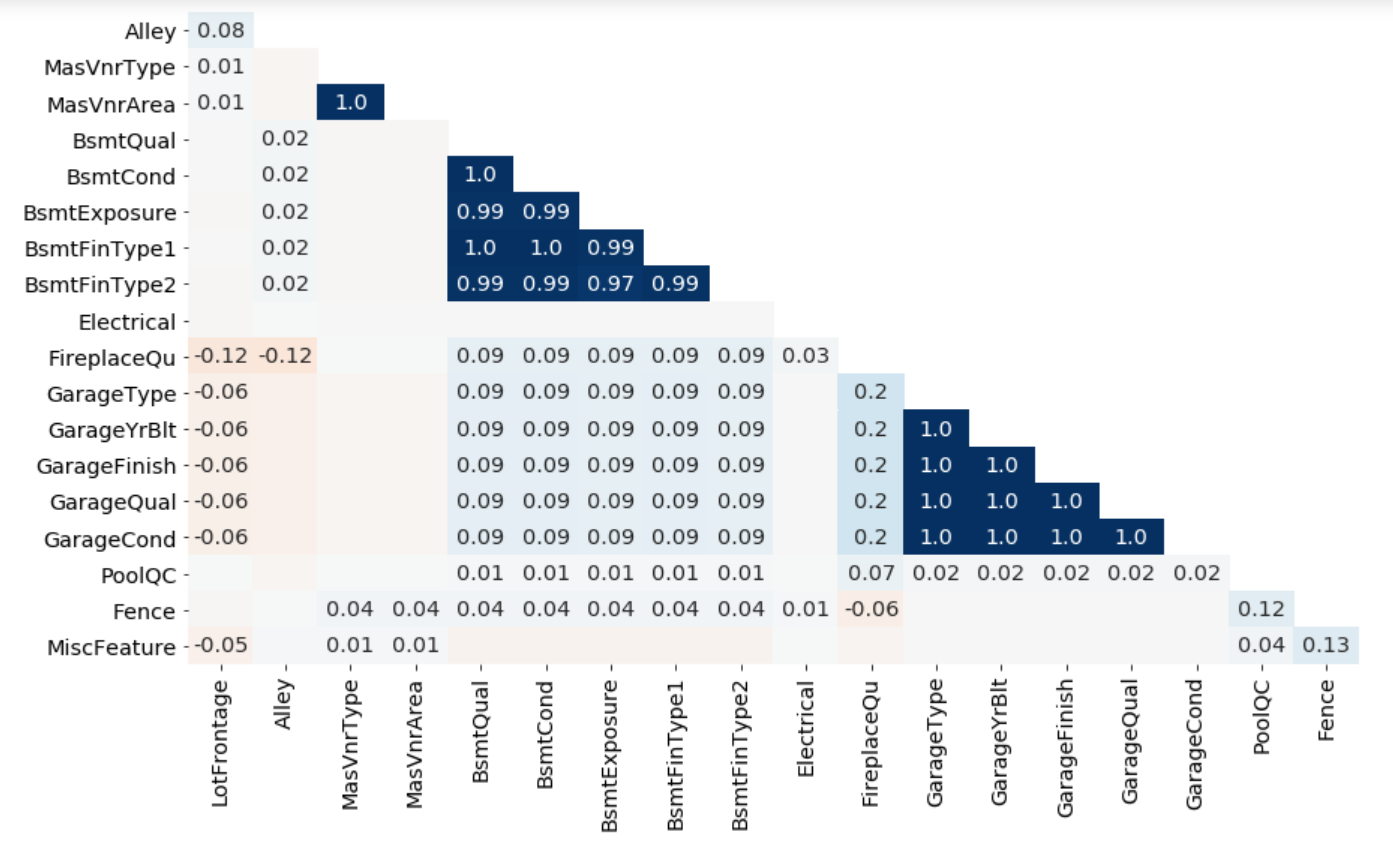 Alley 0.08
MasVnrType 0.01
MasVnrArea 0.01 1.0
BsmtQual 0.02
BsmtCond 0.02 1.0
BsmtExposure 0.02 0.99 0.99
BsmtFinType1 0.02 1.0 1.0 0.99
BsmtFinType2 0.02 0.99 0.99 0.97 0.99
Electrical
FireplaceQu -0.12 -0.12 0.09 0.09 0.09 0.09 0.09 0.03
GarageType -0.06 0.09 0.09 0.09 0.09 0.09 0.2
GarageYrBlt -0.06 0.09 0.09 0.09 0.09 0.09 0.2 1.0
GarageFinish -0.06 0.09 0.09 0.09 0.09 0.09 0.2 1.0 1.0
GarageQual -0.06 0.09 0.09 0.09 0.09 0.09 0.2 1.0 1.0 1.0
GarageCond -0.06 0.09 0.09 0.09 0.09 0.09 0.2 1.0 1.0 1.0 1.0
PoolQC 0.01 0.01 0.01 0.01 0.01 0.07 0.02 0.02 0.02 0.02 0.02
Fence 0.04 0.04 0.04 0.04 0.04 0.04 0.04 0.01 -0.06 0.12
MiscFeature -0.05 0.01 0.01 0.04 0.13
LotFrontage
Alley
MasVnrType
MasVnrArea
BsmtQual
BsmtCond
BsmtExposure
BsmtFinType1
BsmtFinType2
Electrical
FireplaceQu
GarageType
GarageYrBlt
GarageFinish
GarageQual
GarageCond
PoolQC
Fence